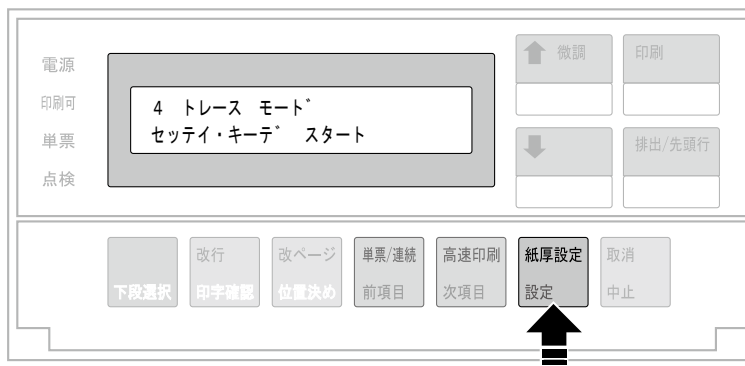 電源
印刷可
単票
点検
4 トレース モード
セッテイ・キーデ スタート
微調
印刷
排出/先頭行
下段選択
改行
印字確認
改ページ
位置決め
単票/連続
前項目
高速印刷
次項目
紙厚設定
設定
取消
中止